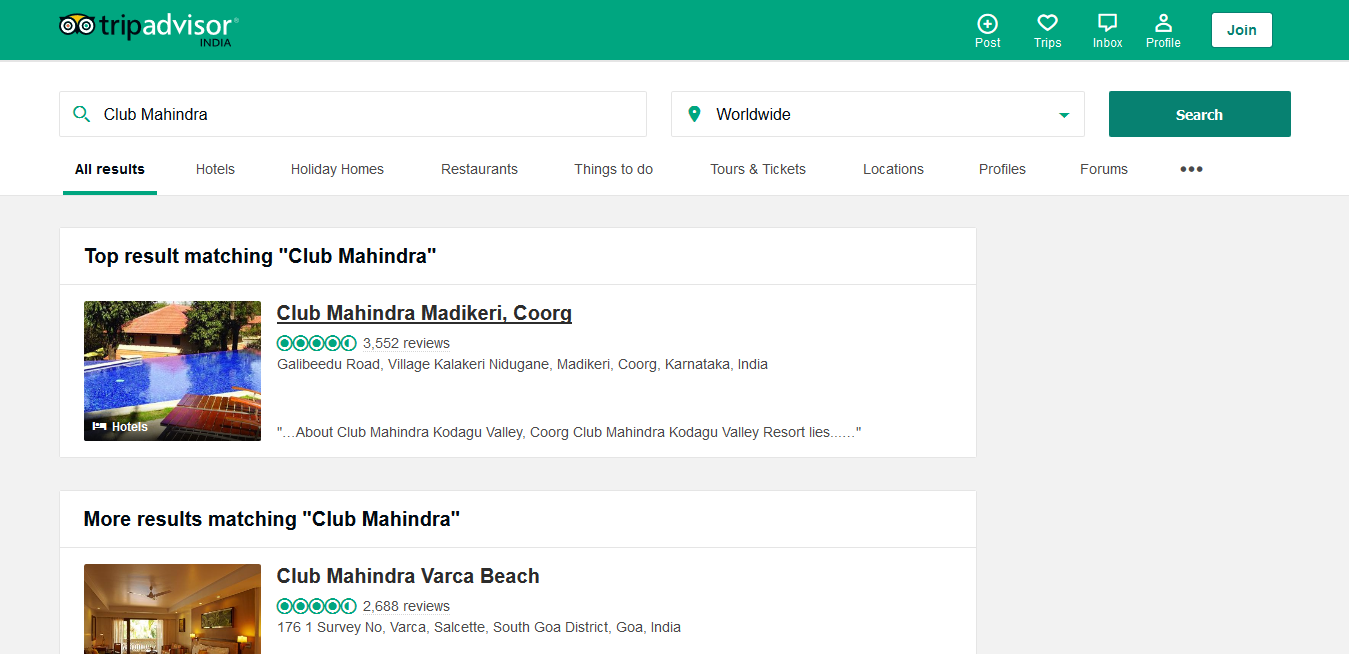 tripadvisor
INDIA
Post
Trips
Inbox
Profile
Join
Club Mahindra
Worldwide
Search
All results
Hotels
Holiday Homes
Restaurants
Things to do
Tours & Tickets
Locations
Profiles
Forums
•••
Top result matching "Club Mahindra"
Club Mahindra Madikeri, Coorg
3,552 reviews
Galibeedu Road, Village Kalakeri Nidugane, Madikeri, Coorg, Karnataka, India
Hotels
"…About Club Mahindra Kodagu Valley, Coorg Club Mahindra Kodagu Valley Resort lies...…"
More results matching "Club Mahindra"
Club Mahindra Varca Beach
2,688 reviews
176 1 Survey No, Varca, Salcette, South Goa District, Goa, India